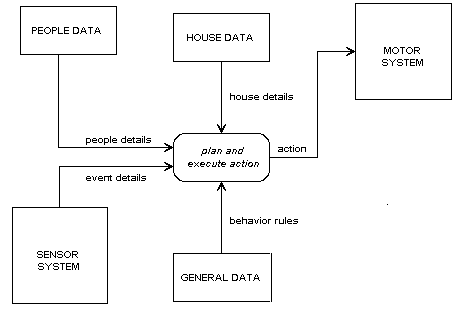 PEOPLE DATA
HOUSE DATA
MOTOR
SYSTEM
house details
people details
plan and
execute action
action
event details
behavior rules
SENSOR
SYSTEM
GENERAL DATA